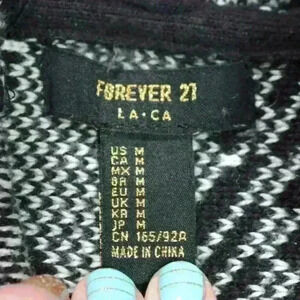 FOREVER 21
LA·CA
US M
CA M
MX M
BR M
EU M
UK M
KR M
JP M
CN 165/92A
MADE IN CHINA